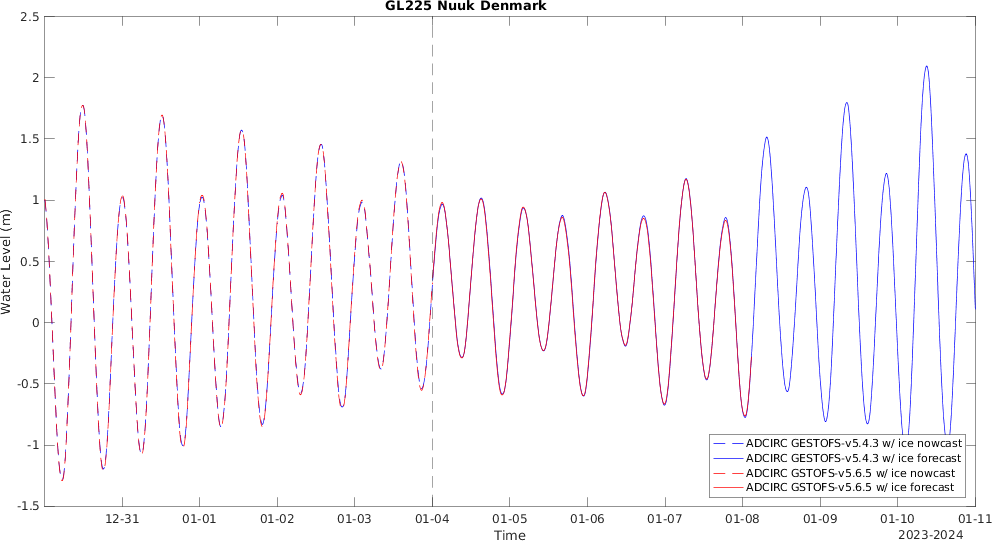 GL225 Nuuk Denmark
2.5
2
1.5
1
0.5
0
-0.5
-1
-1.5
Water Level (m)
ADCIRC GESTOFS-v5.4.3 w/ ice nowcast
ADCIRC GESTOFS-v5.4.3 w/ ice forecast
ADCIRC GSTOFS-v5.6.5 w/ ice nowcast
ADCIRC GSTOFS-v5.6.5 w/ ice forecast
12-31 01-01 01-02 01-03 01-04 01-05 01-06 01-07 01-08 01-09 01-10 01-11
Time
2023-2024